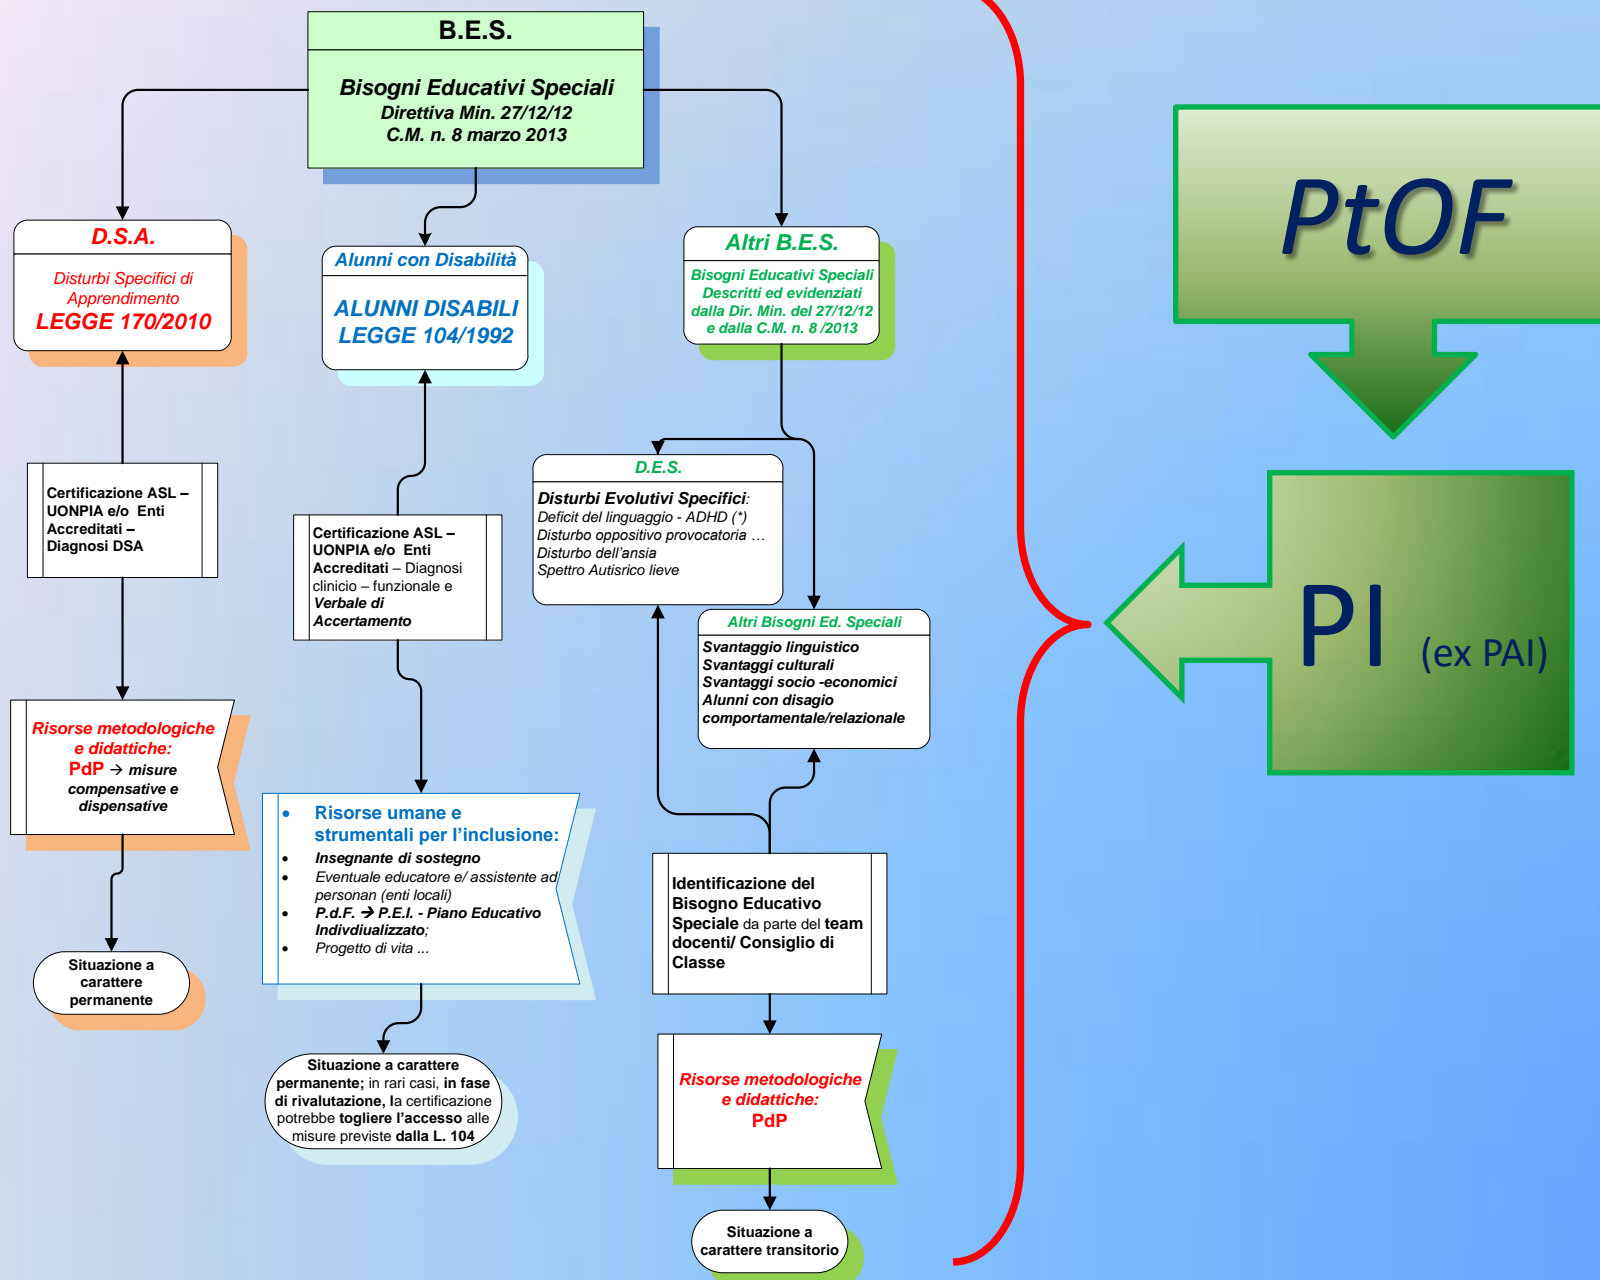 B.E.S.
Bisogni Educativi Speciali
Direttiva Min. 27/12/12
C.M. n. 8 marzo 2013
D.S.A.
Disturbi Specifici di
Apprendimento
LEGGE 170/2010
Alunni con Disabilità
ALUNNI DISABILI
LEGGE 104/1992
Altri B.E.S.
Bisogni Educativi Speciali
Descritti ed evidenziati
dalla Dir. Min. del 27/12/12
e dalla C.M. n. 8 /2013
Certificazione ASL –
UONPIA e/o Enti
Accreditati –
Diagnosi DSA
Certificazione ASL –
UONPIA e/o Enti
Accreditati – Diagnosi
clinicio – funzionale e
Verbale di
Accertamento
D.E.S.
Disturbi Evolutivi Specifici:
Deficit del linguaggio - ADHD (*)
Disturbo oppositivo provocatoria …
Disturbo dell'ansia
Spettro Autisrico lieve
Altri Bisogni Ed. Speciali
Svantaggio linguistico
Svantaggi culturali
Svantaggi socio -economici
Alunni con disagio
comportamentale/relazionale
Risorse metodologiche
e didattiche:
PdP → misure
compensative e
dispensative
• Risorse umane e
strumentali per l'inclusione:
• Insegnante di sostegno
• Eventuale educatore e/ assistente ad
personan (enti locali)
• P.d.F. → P.E.I. - Piano Educativo
Indivdiualizzato;
• Progetto di vita ...
Identificazione del
Bisogno Educativo
Speciale da parte del team
docenti/ Consiglio di
Classe
Situazione a
carattere
permanente
Situazione a carattere
permanente; in rari casi, in fase
di rivalutazione, la certificazione
potrebbe togliere l'accesso alle
misure previste dalla L. 104
Risorse metodologiche
e didattiche:
PdP
Situazione a
carattere transitorio
PtOF
PI (ex PAI)